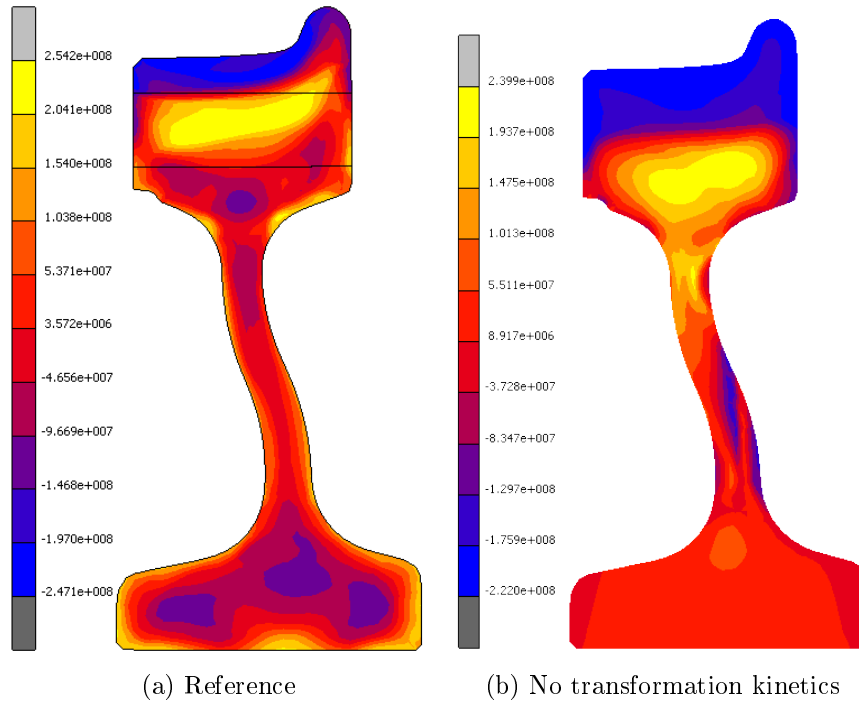 2.542e+008
2.041e+008
1.540e+008
1.038e+008
5.371e+007
3.572e+006
-4.656e+007
-9.669e+007
-1.468e+008
-1.970e+008
-2.471e+008
2.399e+008
1.937e+008
1.475e+008
1.013e+008
5.511e+007
8.917e+006
-3.728e+007
-8.347e+007
-1.297e+008
-1.759e+008
-2.220e+008
(a) Reference
(b) No transformation kinetics